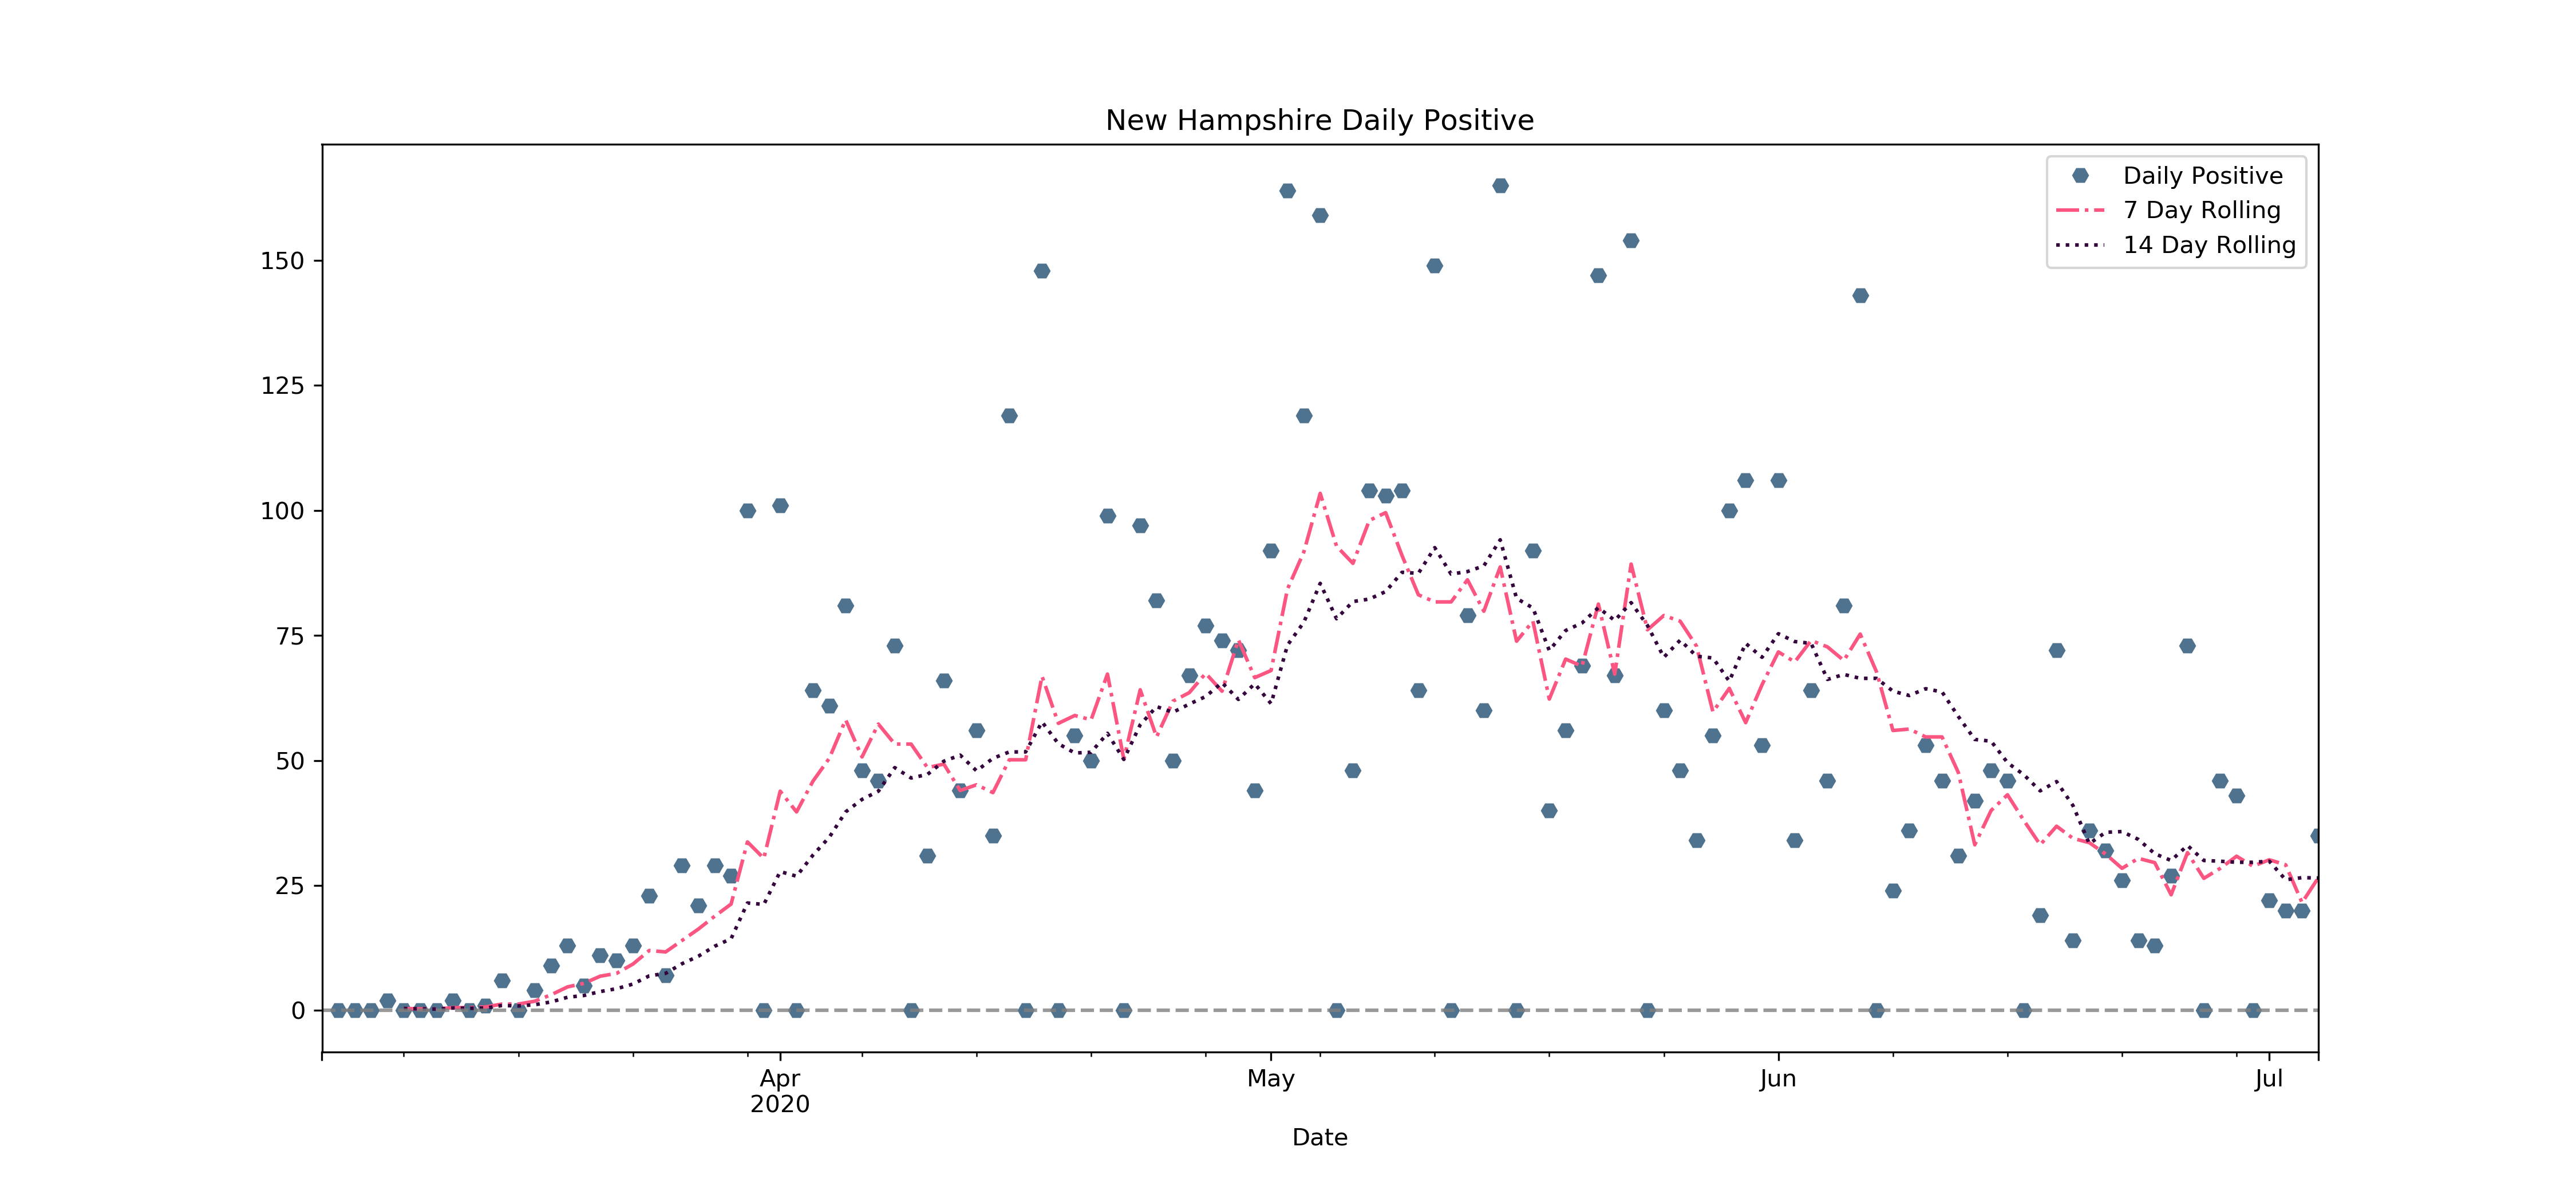 New Hampshire Daily Positive
Daily Positive
7 Day Rolling
14 Day Rolling
150
125
100
75
50
25
0
Apr
2020
May
Jun
Jul
Date